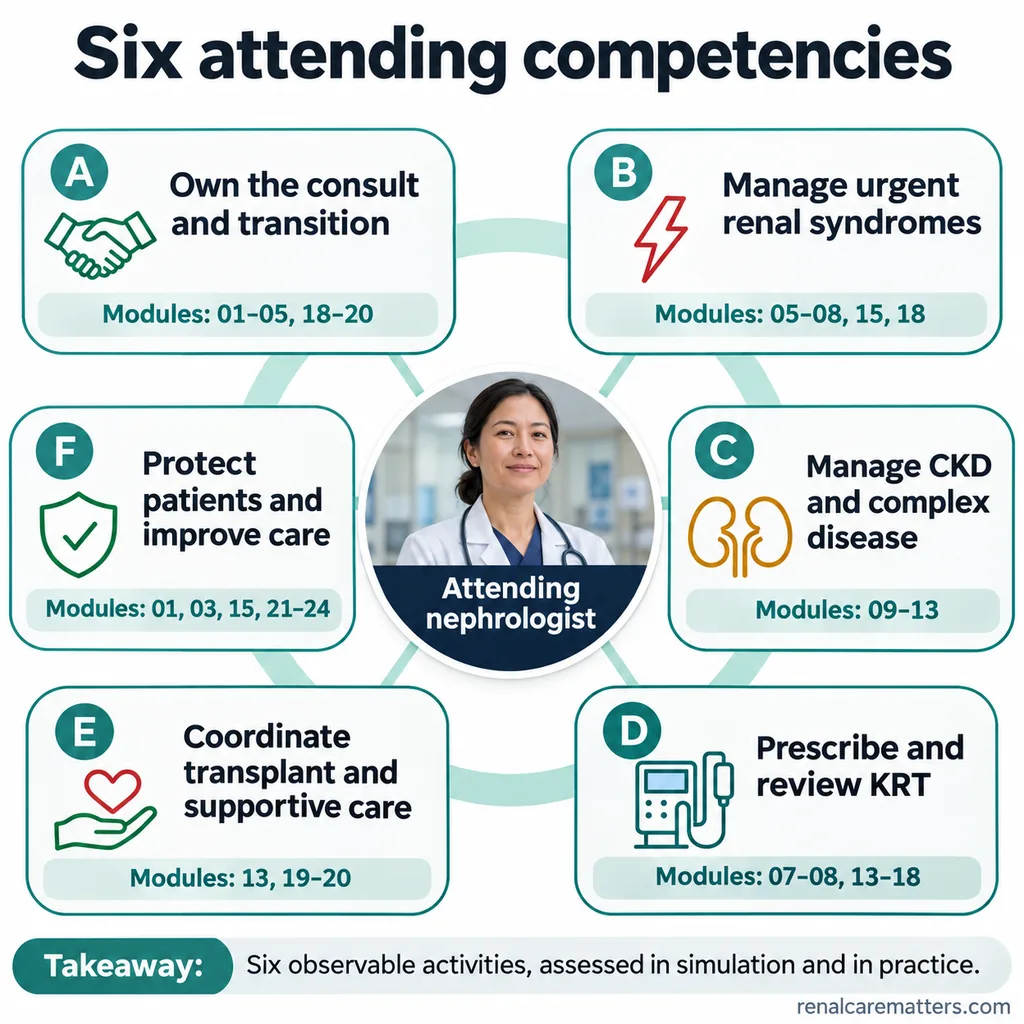 Six attending competencies
A
Own the consult
and transition
Modules: 01–05, 18–20
B
Manage urgent
renal syndromes
Modules: 05–08, 15, 18
F
Protect
patients and
improve care
Modules: 01, 03, 15, 21–24
Attending
nephrologist
C
Manage CKD
and complex
disease
Modules: 09–13
E
Coordinate
transplant and
supportive care
Modules: 13, 19–20
D
Prescribe and
review KRT
Modules: 07–08, 13–18
Takeaway: Six observable activities, assessed in simulation and in practice.
renalcarematters.com